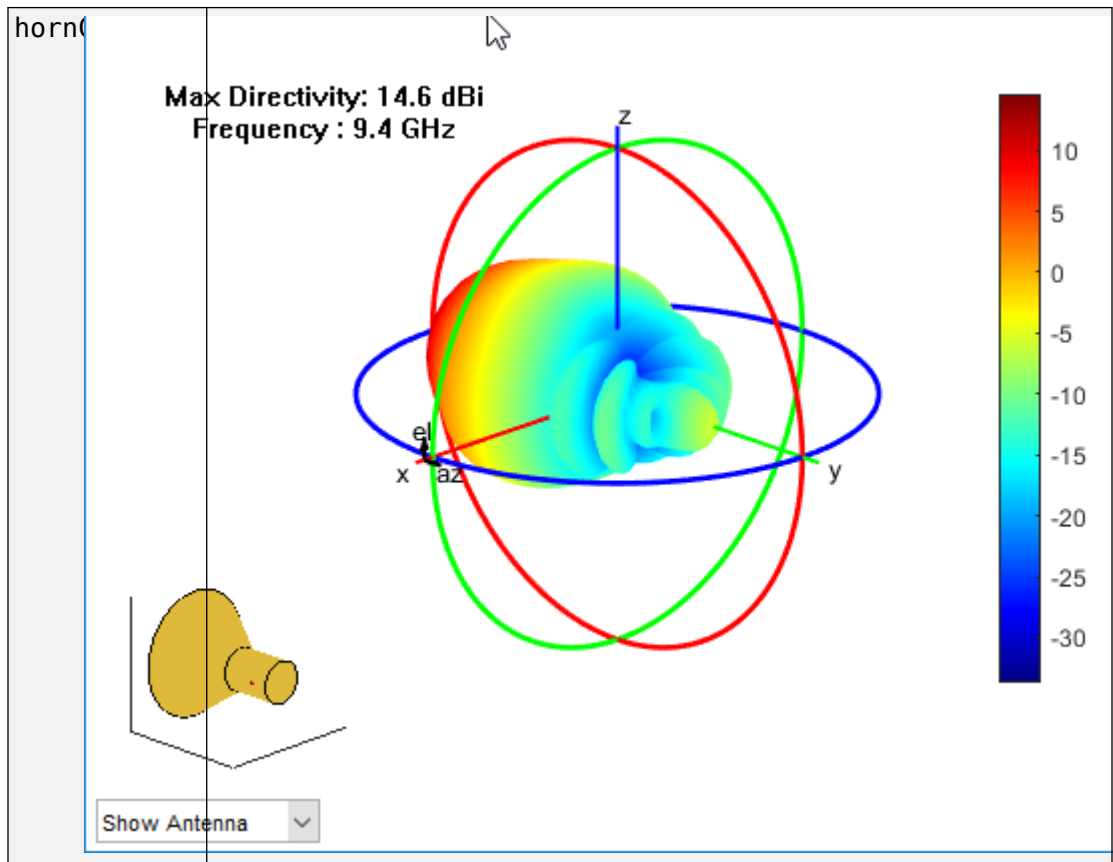 horn
Max Directivity: 14.6 dBi
Frequency : 9.4 GHz
z
10
5
0
-5
-10
-15
-20
-25
-30
el
x
az
y
Show Antenna